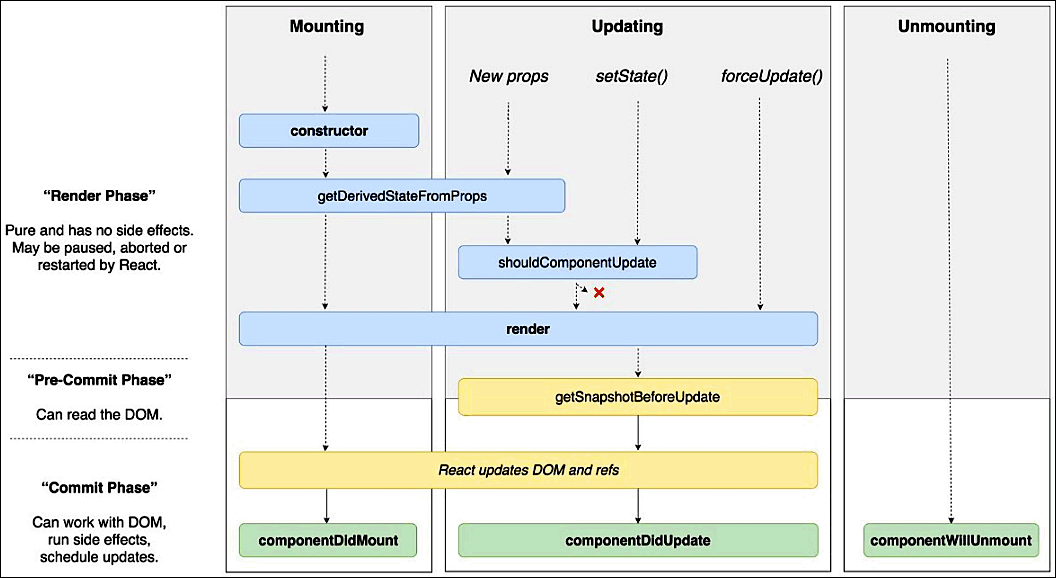 Mounting
Updating
Unmounting
New props
setState()
forceUpdate()
constructor
“Render Phase”
getDerivedStateFromProps
Pure and has no side effects.
May be paused, aborted or
restarted by React.
shouldComponentUpdate
render
“Pre-Commit Phase”
Can read the DOM.
getSnapshotBeforeUpdate
React updates DOM and refs
“Commit Phase”
Can work with DOM,
run side effects,
schedule updates.
componentDidMount
componentDidUpdate
componentWillUnmount